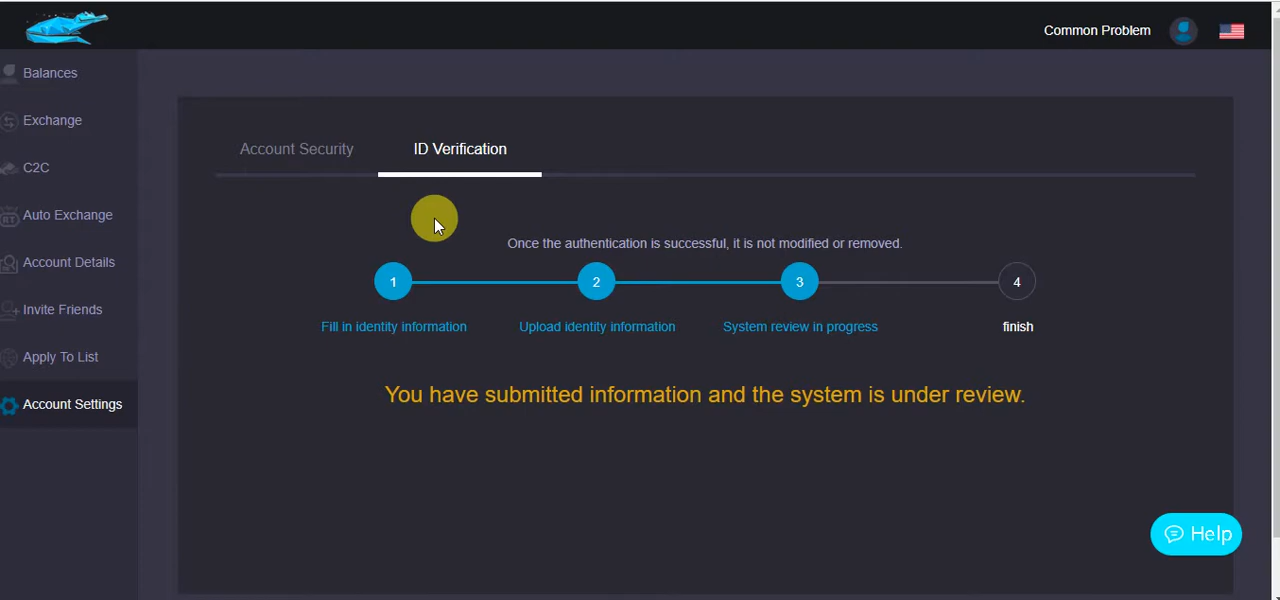 Common Problem
Balances
Exchange
C2C
RT
Auto Exchange
Account Details
Invite Friends
Apply To List
Account Settings
Account Security
ID Verification
Once the authentication is successful, it is not modified or removed.
1
2
3
4
Fill in identity information
Upload identity information
System review in progress
finish
You have submitted information and the system is under review.
Help